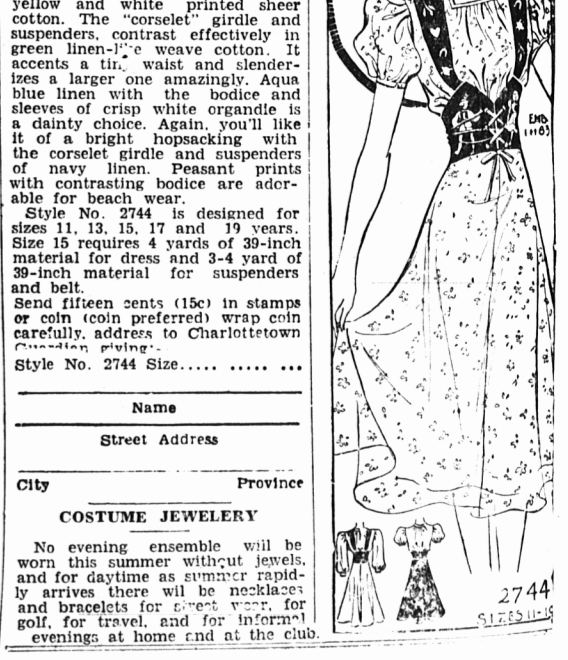 yellow and white printed sheer
cotton. The "corselet" girdle and
suspenders, contrast effectively in
green weave cotton. It
accents a waist and slender-
izes a larger one amazingly. Aqua
blue linen with the bodice and
sleeves of crisp white organdie is
a dainty choice. Again, you'll like
it of a bright hopsacking with
the corselet girdle and suspenders
of navy linen. Peasant prints
with contrasting bodice are ador-
able for beach wear.
Style No. 2744 is designed for
sizes 11, 13, 15, 17 and 19 years.
Size 15 requires 4 yards of 39-inch
material for dress and 3-4 yard of
39-inch material for suspenders
and belt.
Send fifteen cents (15c) in stamps
or coin (coin preferred) wrap coin
carefully, address to Charlottetown
Style No. 2744 Size..... ..... ...
Name
Street Address
City Province
COSTUME JEWELERY
No evening ensemble will be
worn this summer without jewels,
and for daytime as summer rapid-
ly arrives there wil be necklaces
and bracelets for street wear, for
golf, for travel, and for informal
evenings at home and at the club.
EMB
11189
2744
SIZES 11-19